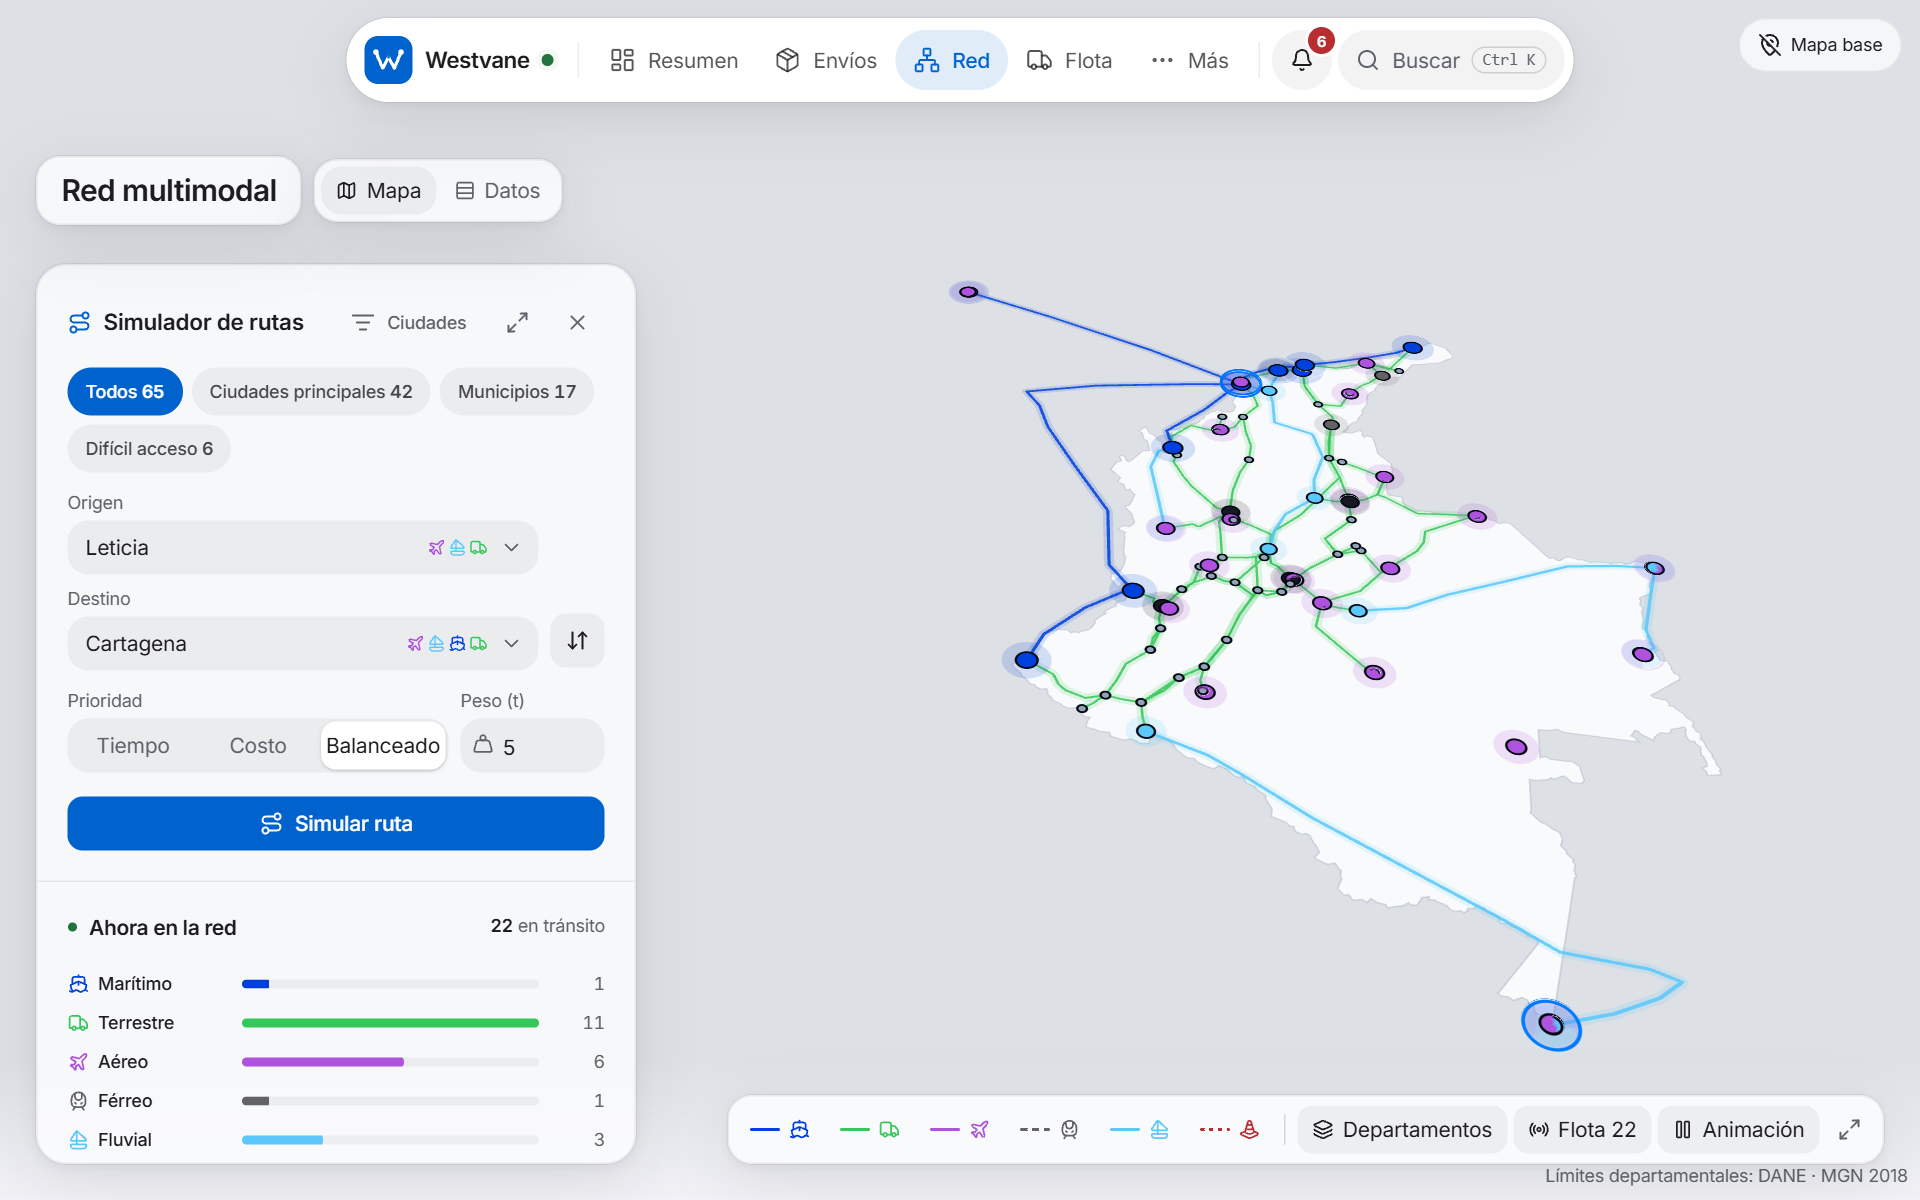 Westvane
Resumen
Envíos
Red
Flota
Más
6
Buscar
Ctrl K
Mapa base
Red multimodal
Mapa
Datos
Simulador de rutas
Ciudades
Todos 65
Ciudades principales 42
Municipios 17
Difícil acceso 6
Origen
Leticia
Destino
Cartagena
Prioridad
Peso (t)
Tiempo
Costo
Balanceado
5
Simular ruta
Ahora en la red
22 en tránsito
Marítimo
1
Terrestre
11
Aéreo
6
Férreo
1
Fluvial
3
Departamentos
Flota 22
Animación
Límites departamentales: DANE · MGN 2018